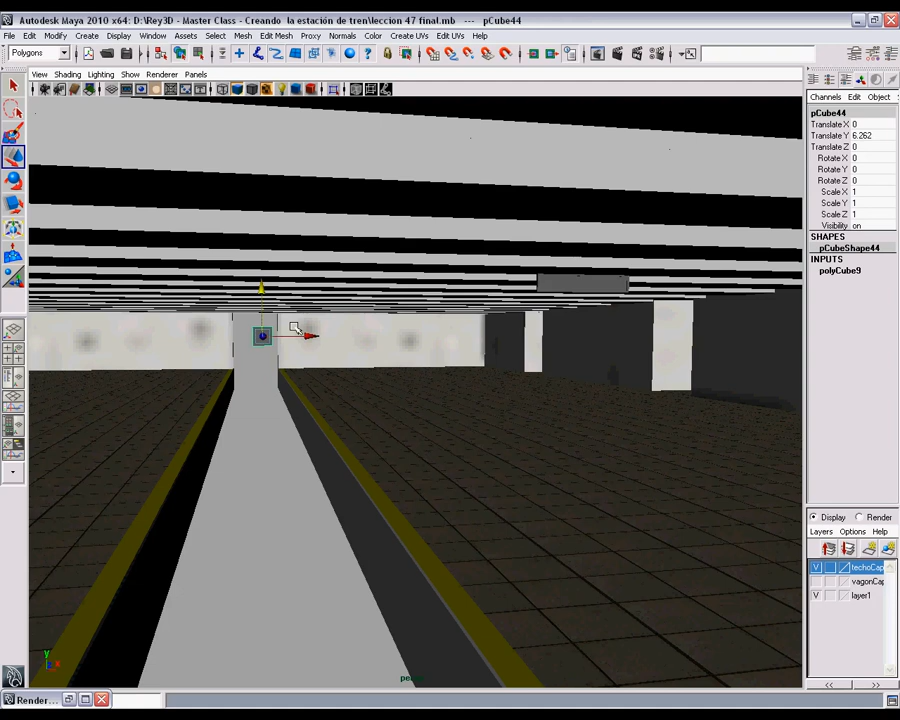 Autodesk Maya 2010 x64: D:\Rey3D - Master Class - Creando la estación de tren\leccion 47 final.mb --- pCube44
File Edit Modify Create Display Window Assets Select Mesh Edit Mesh Proxy Normals Color Create UVs Edit UVs Help
Polygons
View Shading Lighting Show Renderer Panels
Channels Edit Object
pCube44
Translate X 0
Translate Y 6.262
Translate Z 0
Rotate X 0
Rotate Y 0
Rotate Z 0
Scale X 1
Scale Y 1
Scale Z 1
Visibility on
SHAPES
pCubeShape44
INPUTS
polyCube9
Display Render
Layers Options Help
V techoCap
vagonCap
V layer1
y
x
Render...